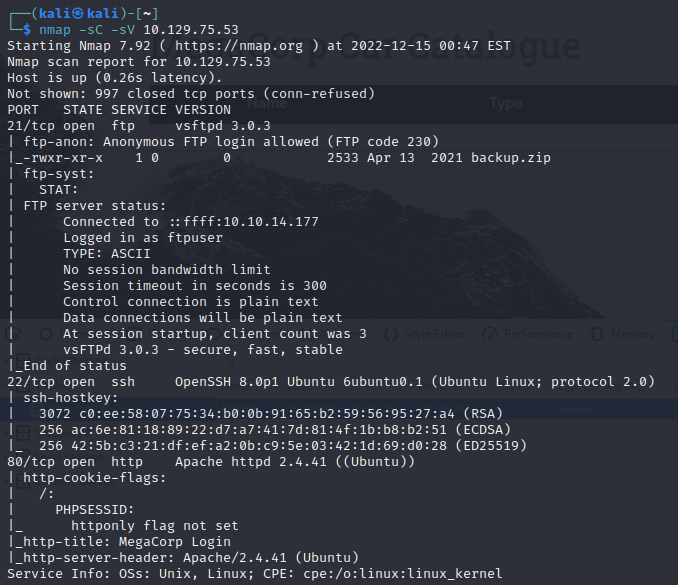 ┌──(kali㉿kali)-[~]
└─$ nmap -sC -sV 10.129.75.53
Starting Nmap 7.92 ( https://nmap.org ) at 2022-12-15 00:47 EST
Nmap scan report for 10.129.75.53
Host is up (0.26s latency).
Not shown: 997 closed tcp ports (conn-refused)
PORT   STATE SERVICE VERSION
21/tcp open  ftp     vsftpd 3.0.3
| ftp-anon: Anonymous FTP login allowed (FTP code 230)
|_-rwxr-xr-x    1 0        0            2533 Apr 13  2021 backup.zip
| ftp-syst:
|   STAT:
| FTP server status:
|      Connected to ::ffff:10.10.14.177
|      Logged in as ftpuser
|      TYPE: ASCII
|      No session bandwidth limit
|      Session timeout in seconds is 300
|      Control connection is plain text
|      Data connections will be plain text
|      At session startup, client count was 3
|      vsFTPd 3.0.3 - secure, fast, stable
|_End of status
22/tcp open  ssh     OpenSSH 8.0p1 Ubuntu 6ubuntu0.1 (Ubuntu Linux; protocol 2.0)
| ssh-hostkey:
|   3072 c0:ee:58:07:75:34:b0:0b:91:65:b2:59:56:95:27:a4 (RSA)
|   256 ac:6e:81:18:89:22:d7:a7:41:7d:81:4f:1b:b8:b2:51 (ECDSA)
|_  256 42:5b:c3:21:df:ef:a2:0b:c9:5e:03:42:1d:69:d0:28 (ED25519)
80/tcp open  http    Apache httpd 2.4.41 ((Ubuntu))
| http-cookie-flags:
|   /:
|     PHPSESSID:
|_      httponly flag not set
|_http-title: MegaCorp Login
|_http-server-header: Apache/2.4.41 (Ubuntu)
Service Info: OSs: Unix, Linux; CPE: cpe:/o:linux:linux_kernel
MegaCorp Car Catalogue
Name Type
Style Editor Performance Memory